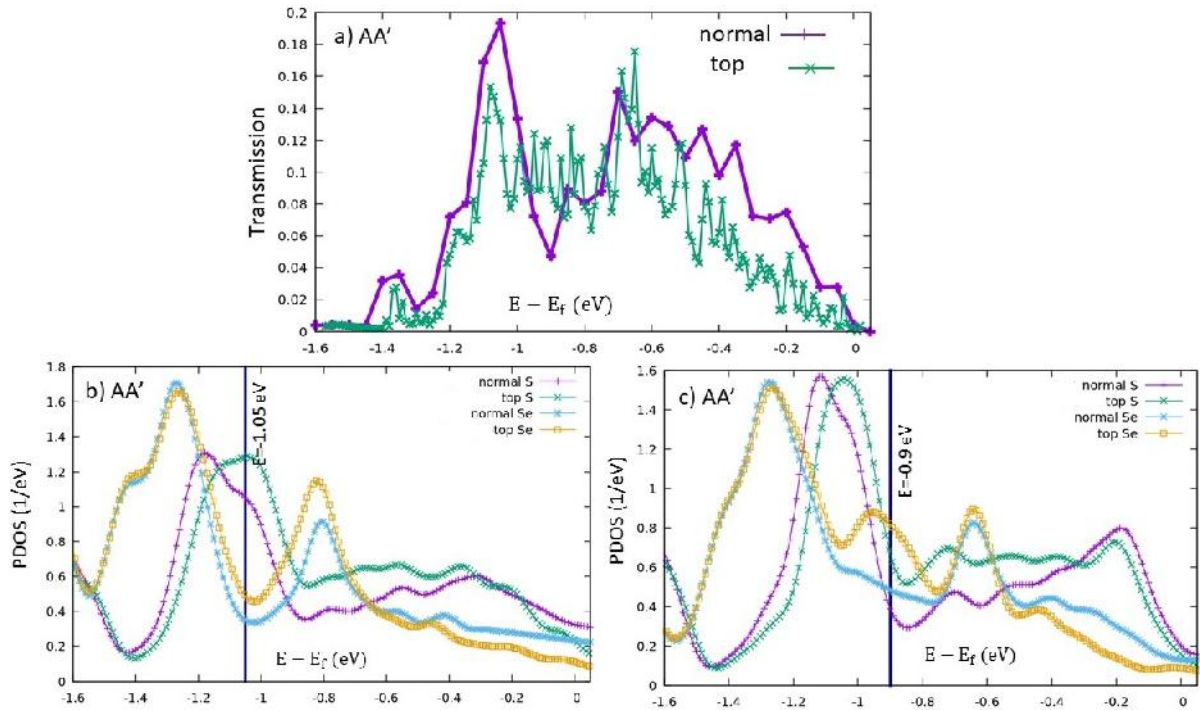 a) AA'
normal
top
Transmission
0.2
0.18
0.16
0.14
0.12
0.1
0.08
0.06
0.04
0.02
0
E − E_f (eV)
-1.6 -1.4 -1.2 -1 -0.8 -0.6 -0.4 -0.2 0
b) AA'
normal S
top S
normal Se
top Se
E=-1.05 eV
PDOS (1/eV)
1.8
1.6
1.4
1.2
1
0.8
0.6
0.4
0.2
0
E − E_f (eV)
-1.6 -1.4 -1.2 -1 -0.8 -0.6 -0.4 -0.2 0
c) AA'
normal S
top S
normal Se
top Se
E=-0.9 eV
PDOS (1/eV)
1.6
1.4
1.2
1
0.8
0.6
0.4
0.2
0
E − E_f (eV)
-1.6 -1.4 -1.2 -1 -0.8 -0.6 -0.4 -0.2 0